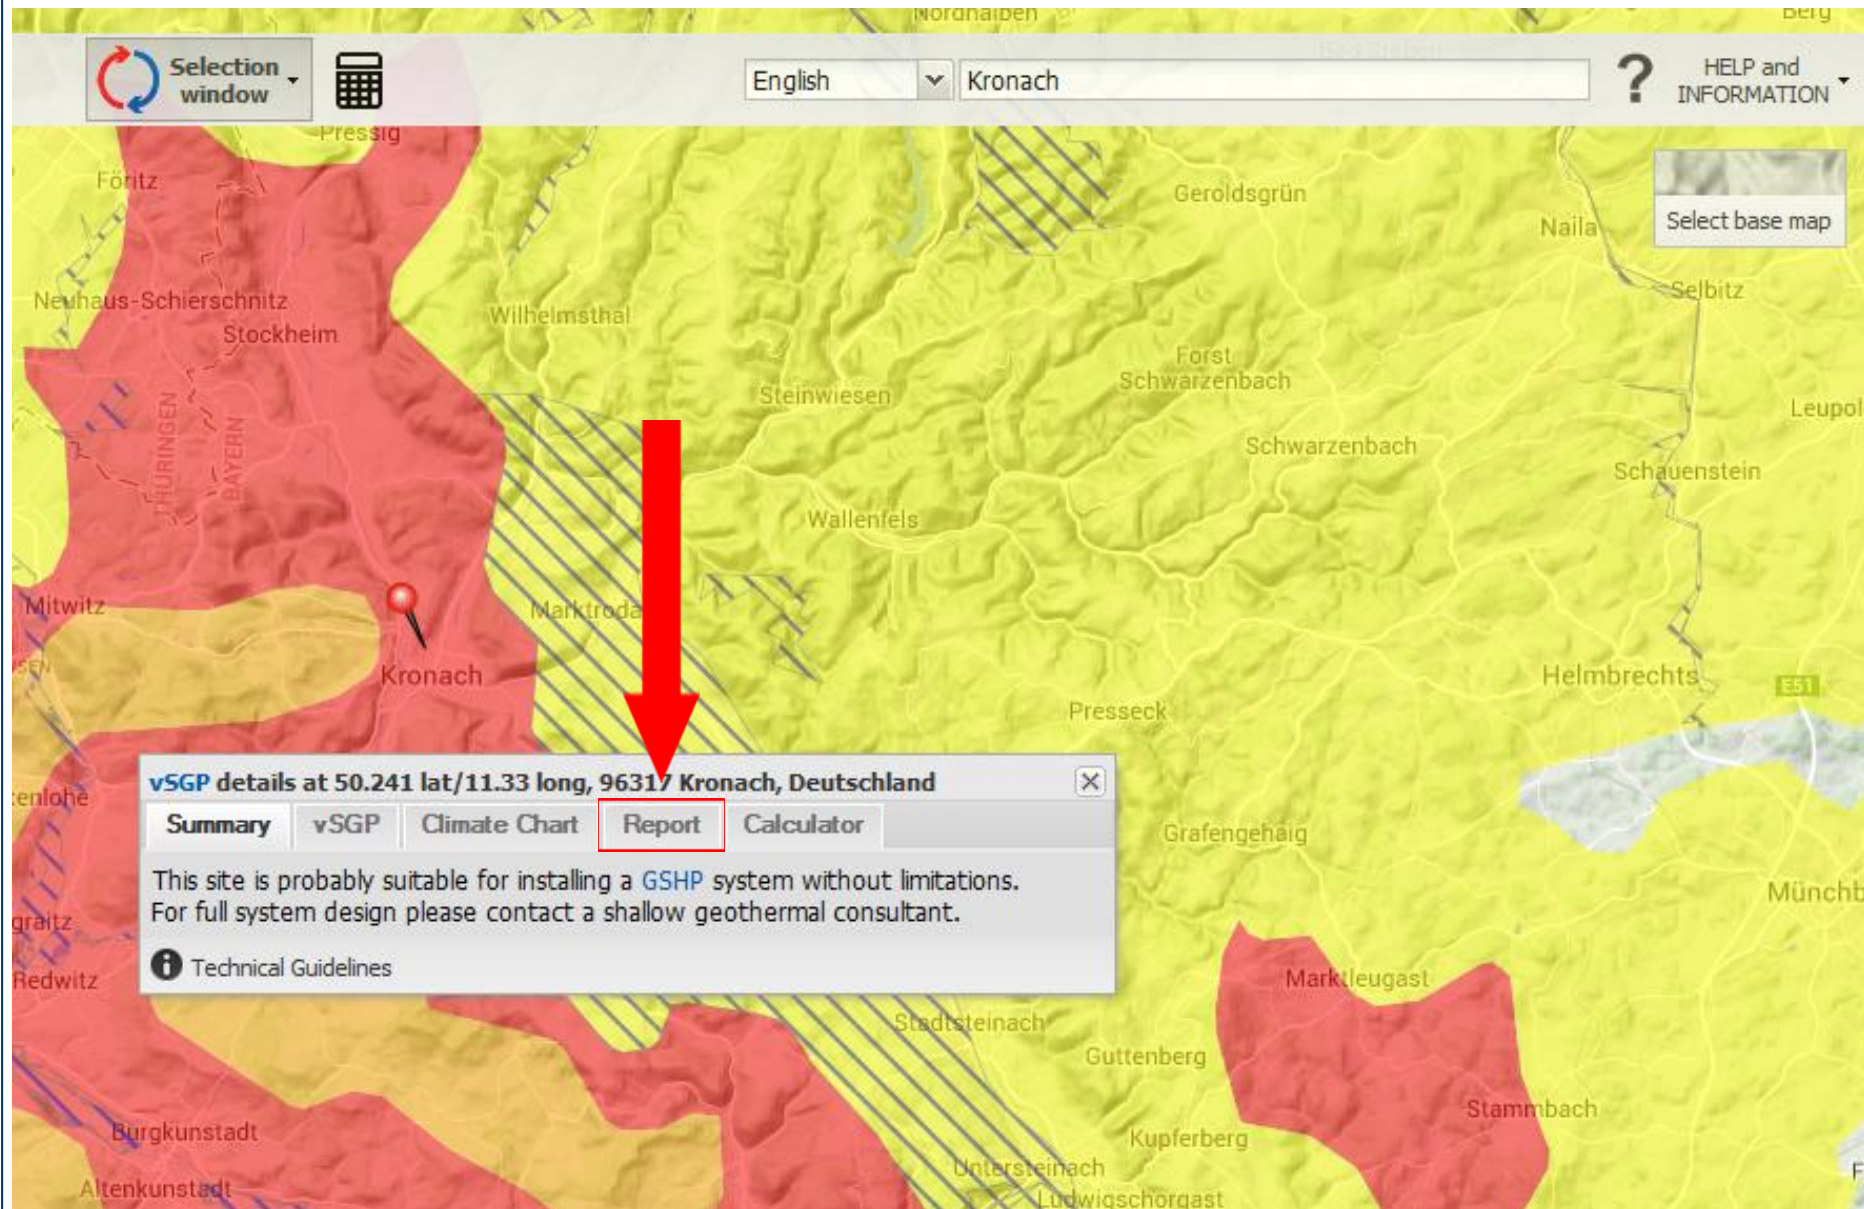 Nordhalben
Berg
Selection
window
English
Kronach
?
HELP and
INFORMATION
Pressig
Föritz
Geroldsgrün
Naila
Select base map
Neuhaus-Schierschnitz
Selbitz
Wilhelmsthal
Stockheim
Forst
Schwarzenbach
Steinwiesen
Leupol
THÜRINGEN
BAYERN
Schwarzenbach
Schauenstein
Wallenfels
Mitwitz
Marktroda
Kronach
Helmbrechts
E51
Presseck
vSGP details at 50.241 lat/11.33 long, 96317 Kronach, Deutschland
Summary vSGP Climate Chart Report Calculator
Grafengehaig
This site is probably suitable for installing a GSHP system without limitations.
For full system design please contact a shallow geothermal consultant.
Münchb
graitz
Technical Guidelines
Redwitz
Marktleugast
Stadtsteinach
Guttenberg
Stammbach
Burgkunstadt
Kupferberg
Untersteinach
Altenkunstadt
Ludwigschorgast
F